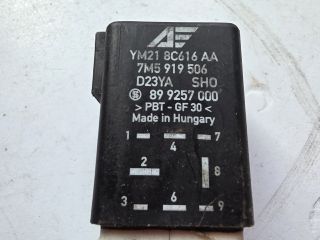 AF
YM21 8C616 AA
7M5 919 506
D23YA SHO
89 9257 000
> PBT - GF 30 <
Made in Hungary
1 4 7
2 8
3 6 9